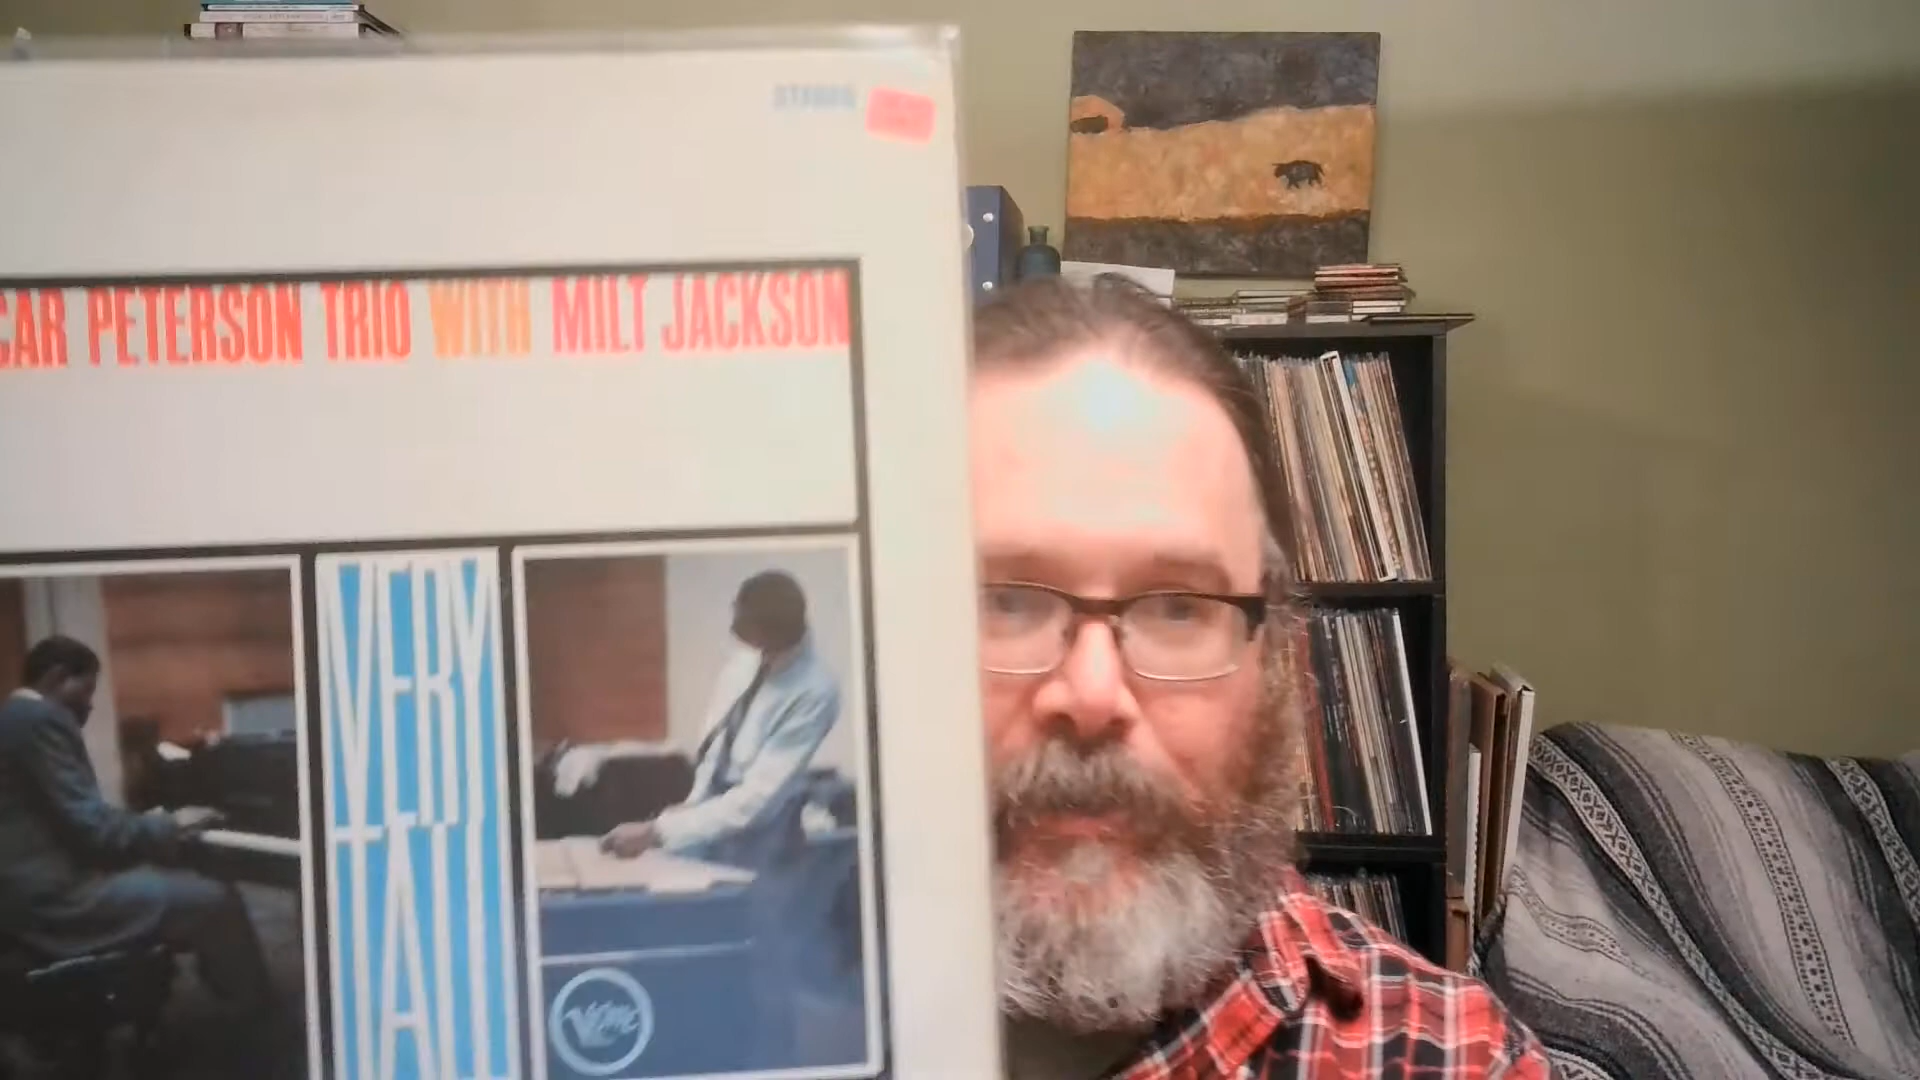 STEREO
CAR PETERSON TRIO WITH MILT JACKSON
VERY
TALL
Verve